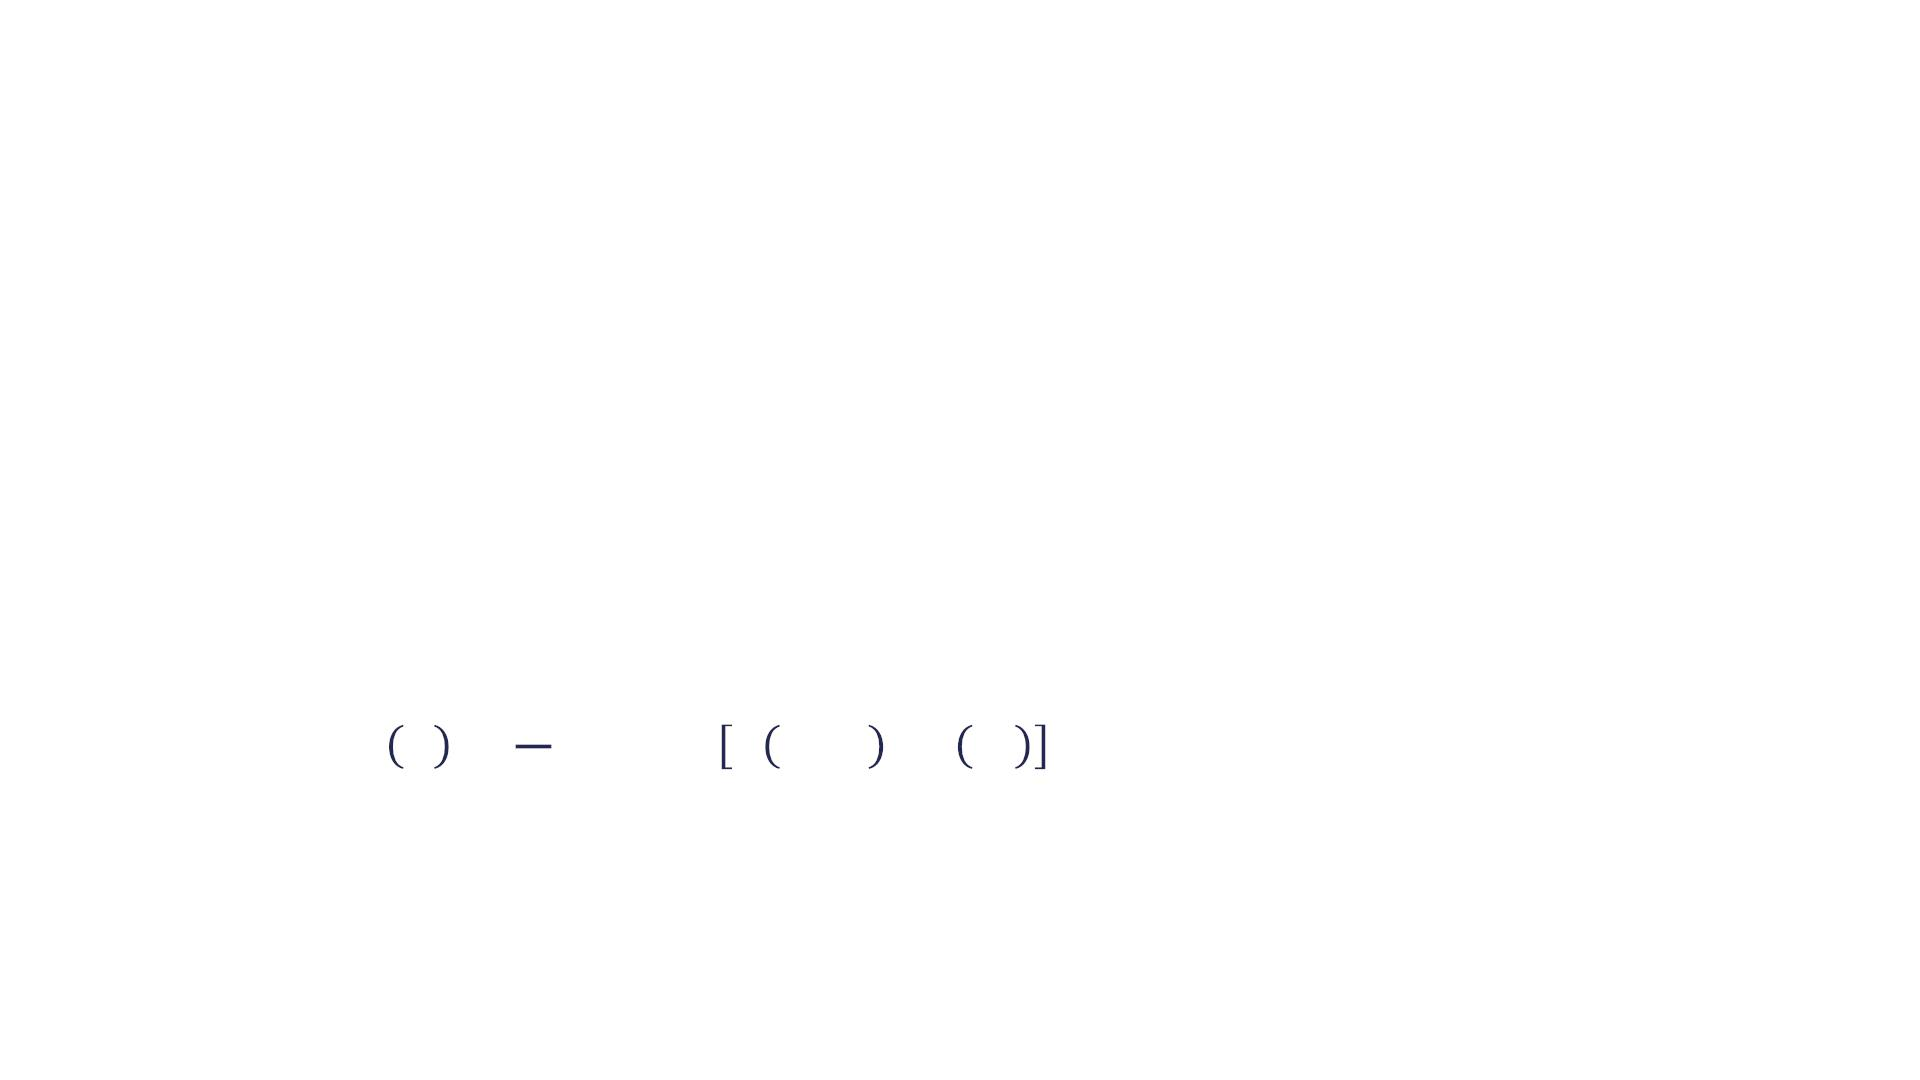 ( ) − [ ( ) ( )]